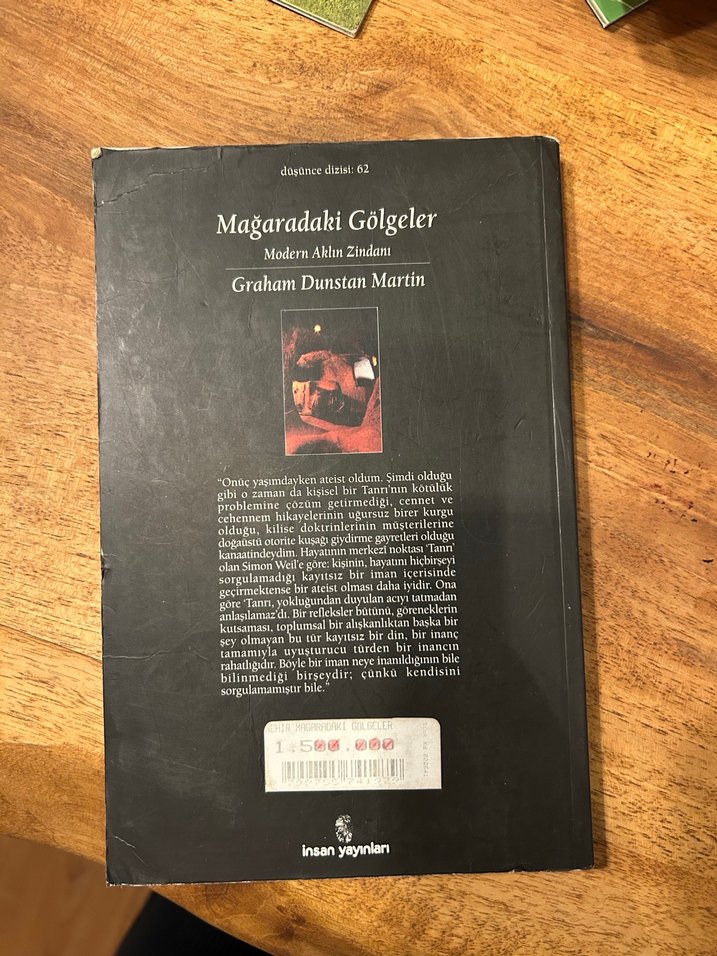 düşünce dizisi: 62
Mağaradaki Gölgeler
Modern Aklın Zindanı
Graham Dunstan Martin
“Onüç yaşımdayken ateist oldum. Şimdi olduğu
gibi o zaman da kişisel bir Tanrı’nın kötülük
problemine çözüm getirmediği, cennet ve
cehennem hikayelerinin uğursuz birer kurgu
olduğu, kilise doktrinlerinin müşterilerine
doğaüstü otorite kuşağı giydirme gayretleri olduğu
kanaatindeydim. Hayatının merkezî noktası ‘Tanrı’
olan Simon Weil’e göre: kişinin, hayatını hiçbirşeyi
sorgulamadığı kayıtsız bir iman içerisinde
geçirmektense bir ateist olması daha iyidir. Ona
göre ‘Tanrı, yokluğundan duyulan acıyı tatmadan
anlaşılamaz’dı. Bir refleksler bütünü, göreneklerin
kutsaması, toplumsal bir alışkanlıktan başka bir
şey olmayan bu tür kayıtsız bir din, bir inanç
tamamıyla uyuşturucu türden bir inancın
rahatlığıdır. Böyle bir iman neye inanıldığının bile
bilinmediği birşeydir; çünkü kendisini
sorgulamamıştır bile.”
MAGARADAKI GOLGELER
1.500.000
insan yayınları